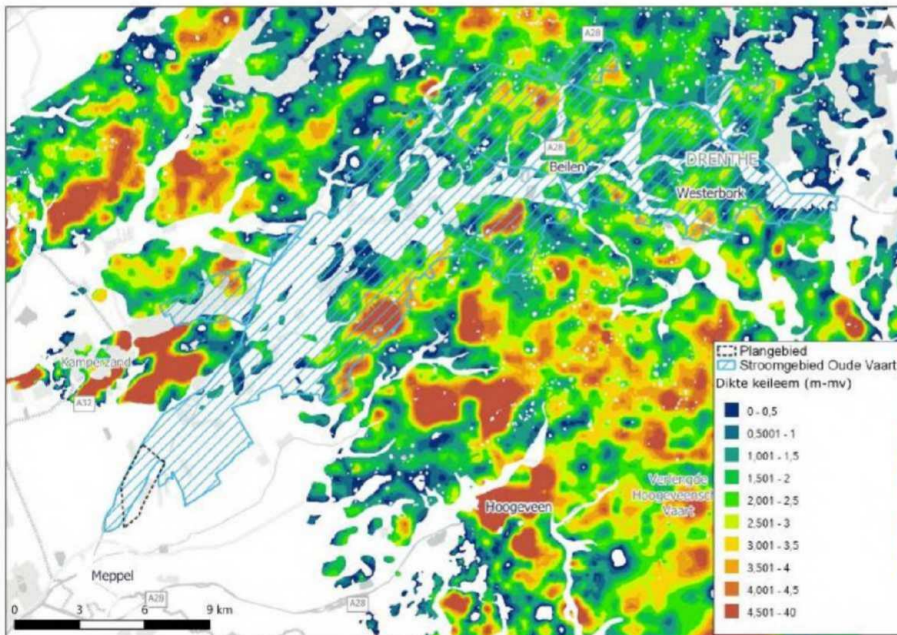 A28
A28
Beilen
DRENTHE
Westerbork
Kamperzand
A32
Verlengde
Hoogeveensch
Vaart
Hoogeveen
Meppel
A28
A28
0 3 6 9 km
Plangebied
Stroomgebied Oude Vaart
Dikte keileem (m-mv)
0 - 0,5
0,5001 - 1
1,001 - 1,5
1,501 - 2
2,001 - 2,5
2,501 - 3
3,001 - 3,5
3,501 - 4
4,001 - 4,5
4,501 - 40